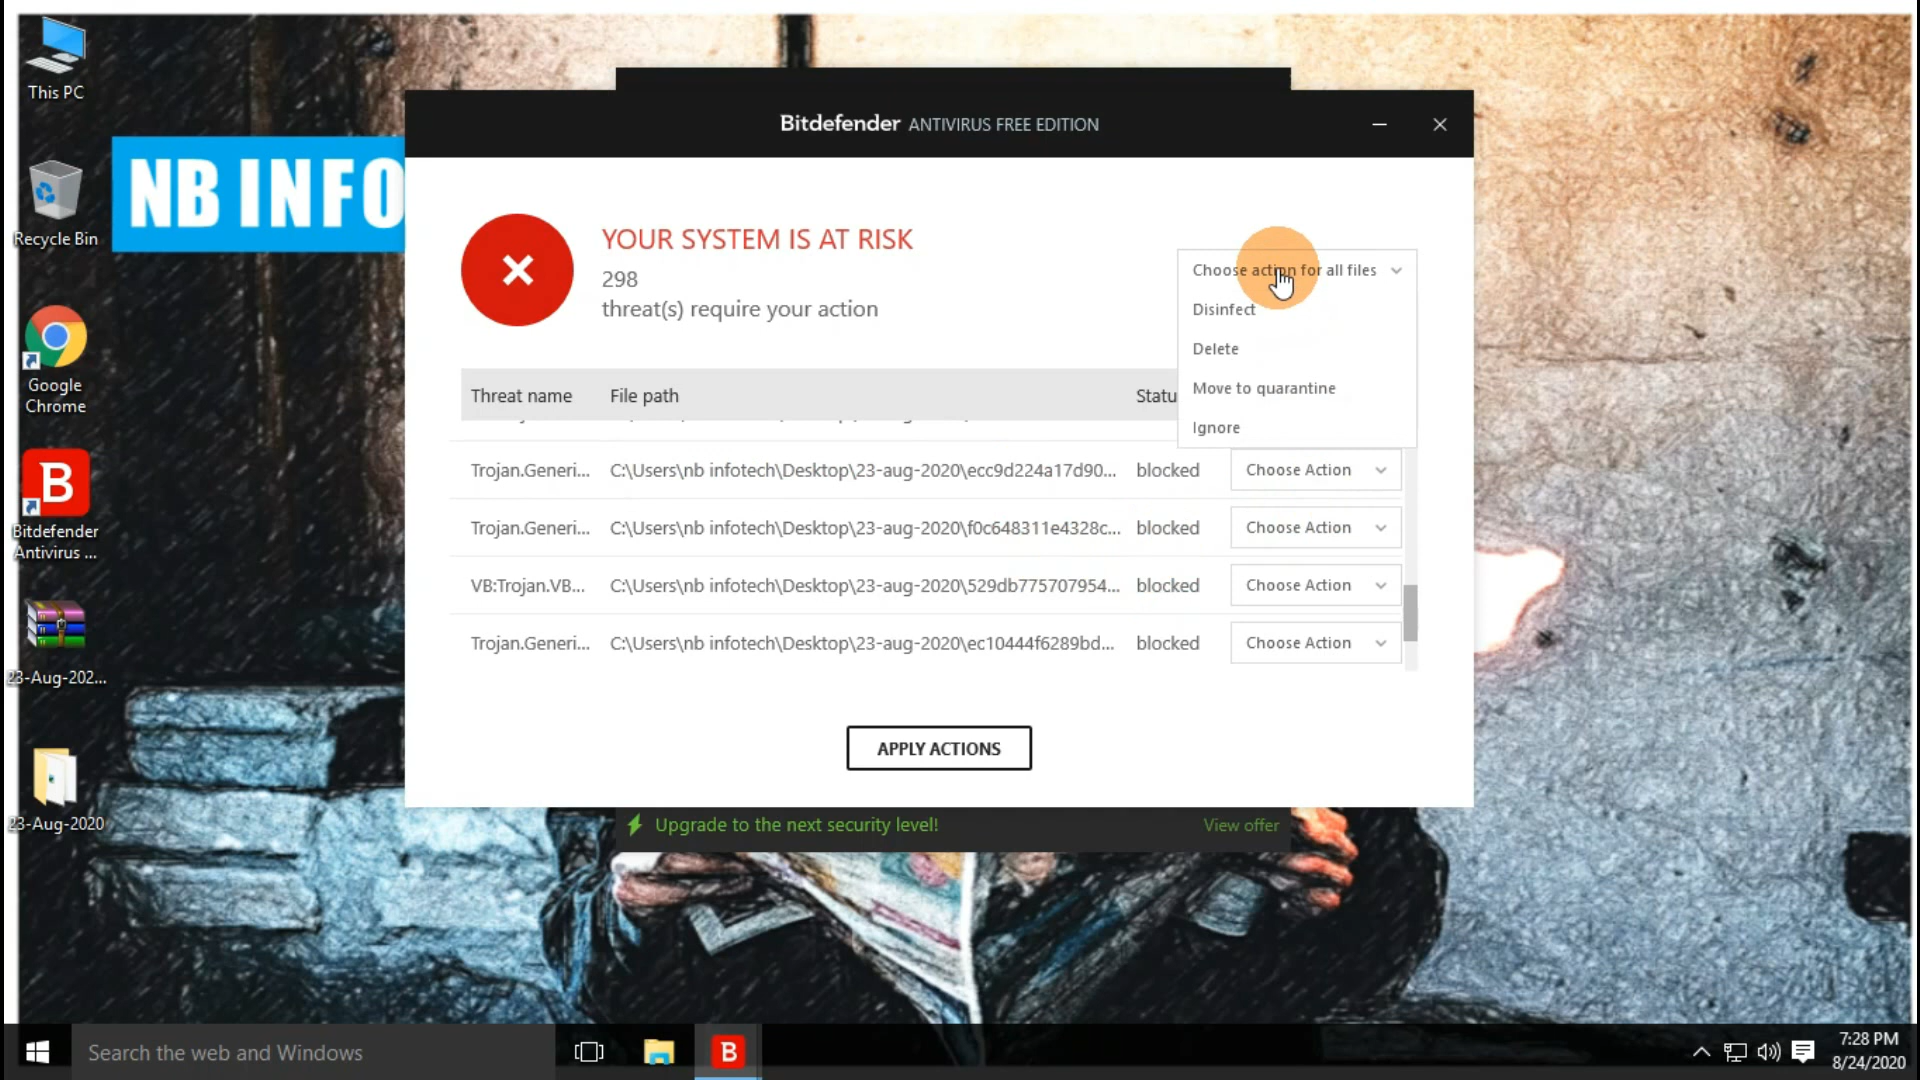 This PC
NB INFO
Recycle Bin
Google
Chrome
Bitdefender
Antivirus ...
23-Aug-202...
23-Aug-2020
Bitdefender ANTIVIRUS FREE EDITION
YOUR SYSTEM IS AT RISK
298
threat(s) require your action
Choose action for all files
Disinfect
Delete
Move to quarantine
Ignore
Threat name File path Statu
Trojan.Generi... C:\Users\nb infotech\Desktop\23-aug-2020\ecc9d224a17d90... blocked Choose Action
Trojan.Generi... C:\Users\nb infotech\Desktop\23-aug-2020\f0c648311e4328c... blocked Choose Action
VB:Trojan.VB... C:\Users\nb infotech\Desktop\23-aug-2020\529db775707954... blocked Choose Action
Trojan.Generi... C:\Users\nb infotech\Desktop\23-aug-2020\ec10444f6289bd... blocked Choose Action
APPLY ACTIONS
Upgrade to the next security level! View offer
Search the web and Windows
B
7:28 PM
8/24/2020